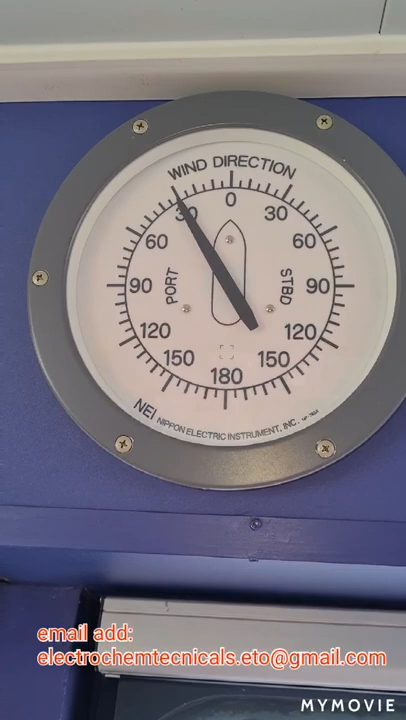 WIND DIRECTION
0
30 30
60 60
90 PORT STBD 90
120 120
150 150
180
NEI NIPPON ELECTRIC INSTRUMENT, INC.
email add:
electrochemtecnicals.eto@gmail.com
MYMOVIE